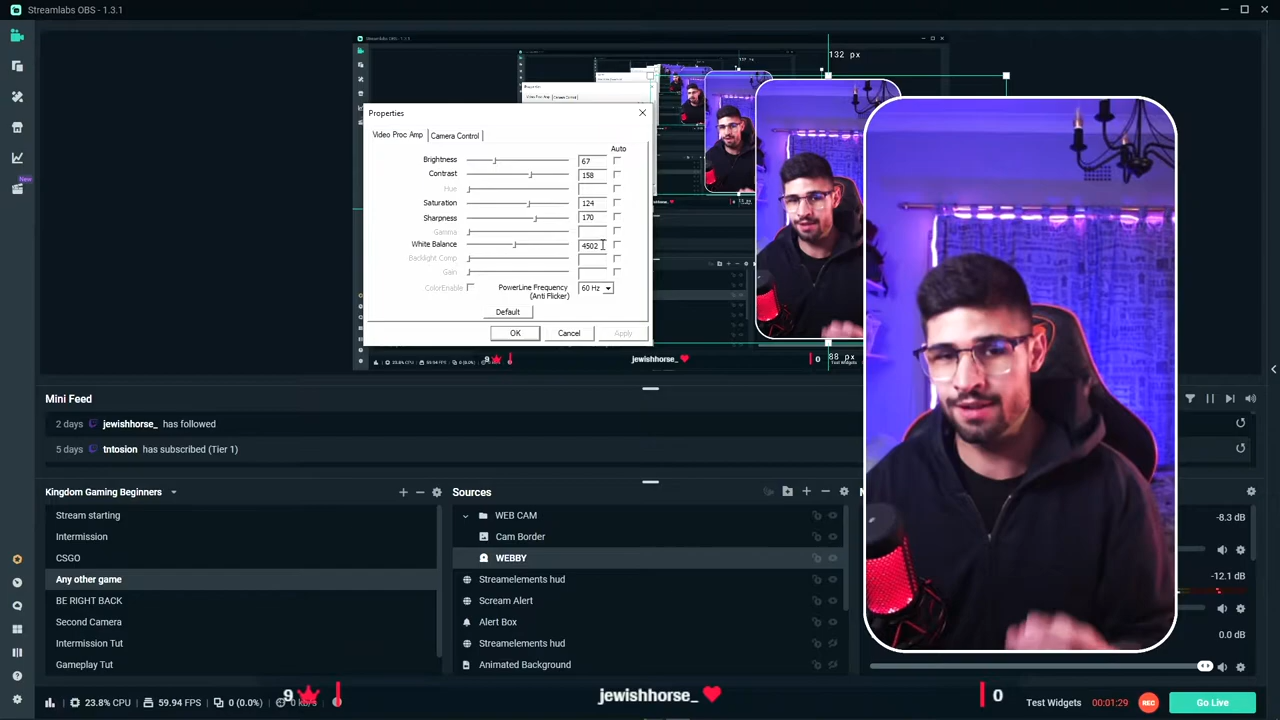 Streamlabs OBS - 1.3.1
132 px
Properties
Video Proc Amp
Camera Control
Auto
Brightness 67
Contrast 158
Hue
Saturation 124
Sharpness 170
Gamma
White Balance 4502
Backlight Comp
Gain
ColorEnable
PowerLine Frequency 60 Hz
(Anti Flicker)
Default
OK Cancel Apply
New
jewishhorse_ 0 88 px
Mini Feed
2 days jewishhorse_ has followed
5 days tntosion has subscribed (Tier 1)
Kingdom Gaming Beginners
Stream starting
Intermission
CSGO
Any other game
BE RIGHT BACK
Second Camera
Intermission Tut
Gameplay Tut
Sources
WEB CAM
Cam Border
WEBBY
Streamelements hud
Scream Alert
Alert Box
Streamelements hud
Animated Background
-8.3 dB
-12.1 dB
0.0 dB
9 jewishhorse_ 0
23.8% CPU 59.94 FPS 0 (0.0%) 0 kb/s
Test Widgets 00:01:29 REC Go Live